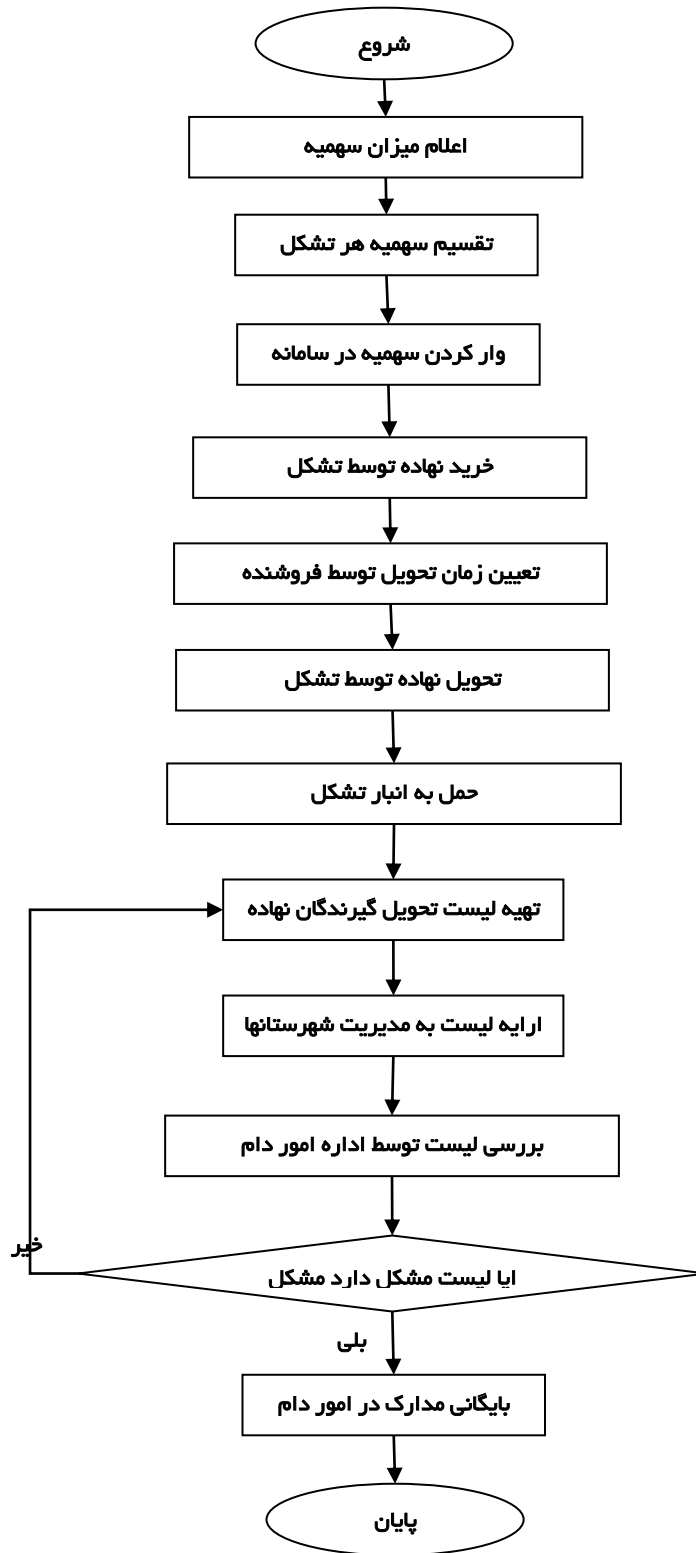 شروع
اعلام میزان سهمیه
تقسیم سهمیه هر تشکل
وار کردن سهمیه در سامانه
خرید نهاده توسط تشکل
تعیین زمان تحویل توسط فروشنده
تحویل نهاده توسط تشکل
حمل به انبار تشکل
تهیه لیست تحویل گیرندگان نهاده
ارایه لیست به مدیریت شهرستانها
بررسی لیست توسط اداره امور دام
خیر
ایا لیست مشکل دارد مشکل
بلی
بایگانی مدارک در امور دام
پایان